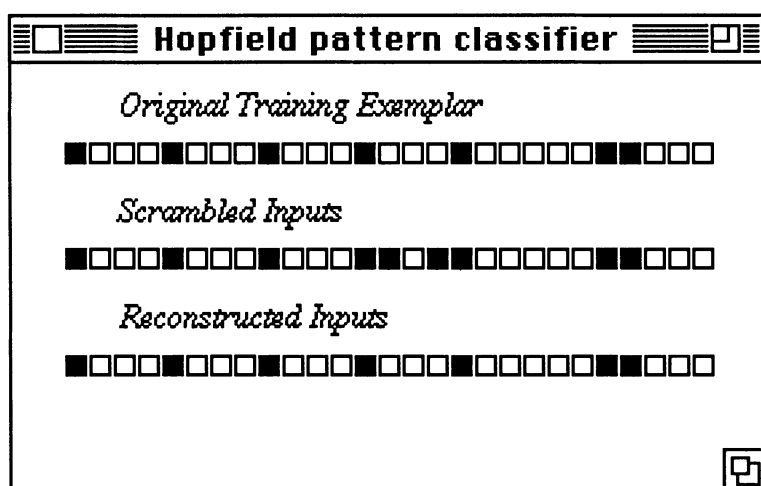 Hopfield pattern classifier
Original Training Exemplar
Scrambled Inputs
Reconstructed Inputs